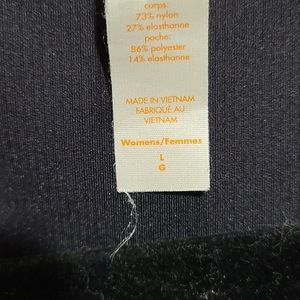 corps:
73% nylon
27% élasthanne
poche:
86% polyester
14% élasthanne
MADE IN VIETNAM
FABRIQUÉ AU
VIETNAM
Womens/Femmes
L
G